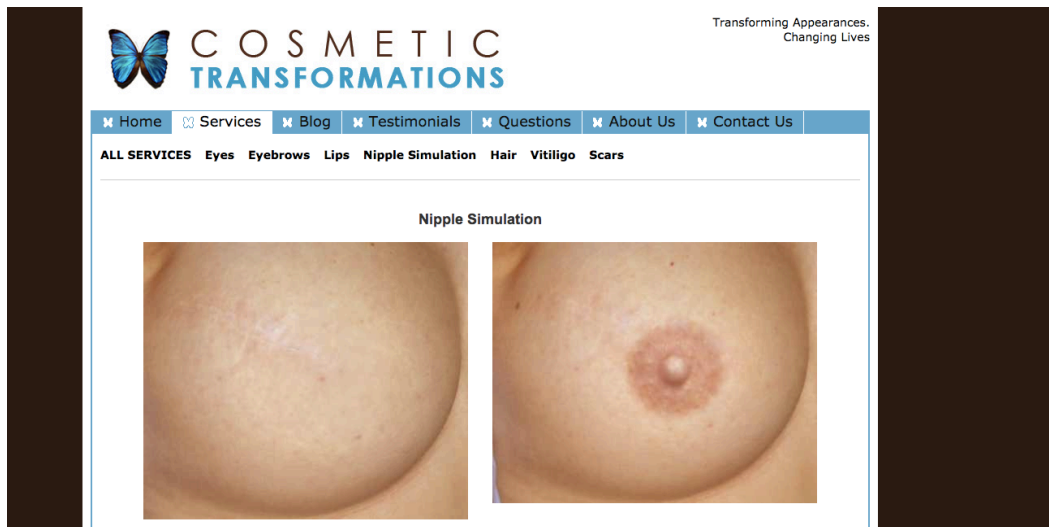 Transforming Appearances.
Changing Lives
COSMETIC
TRANSFORMATIONS
Home Services Blog Testimonials Questions About Us Contact Us
ALL SERVICES Eyes Eyebrows Lips Nipple Simulation Hair Vitiligo Scars
Nipple Simulation